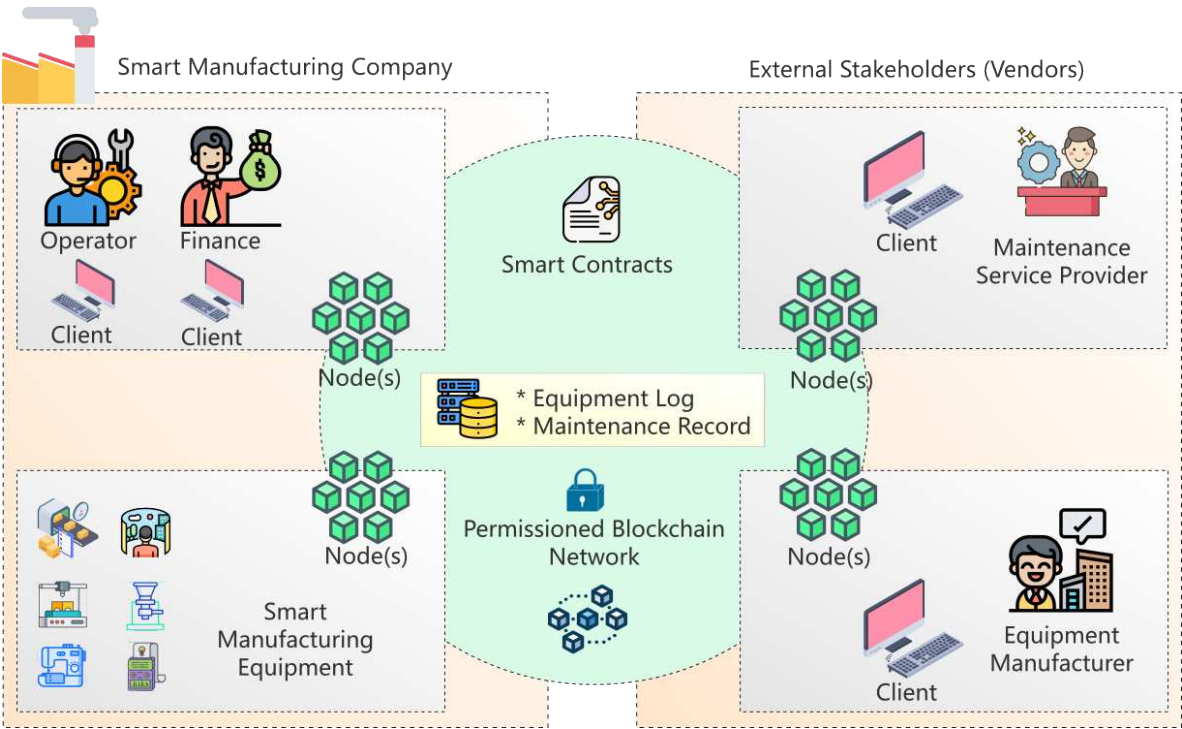 Smart Manufacturing Company
External Stakeholders (Vendors)
Operator
Finance
Client
Client
Node(s)
Smart Contracts
Client
Maintenance
Service Provider
Node(s)
* Equipment Log
* Maintenance Record
Node(s)
Smart
Manufacturing
Equipment
Permissioned Blockchain
Network
Node(s)
Client
Equipment
Manufacturer